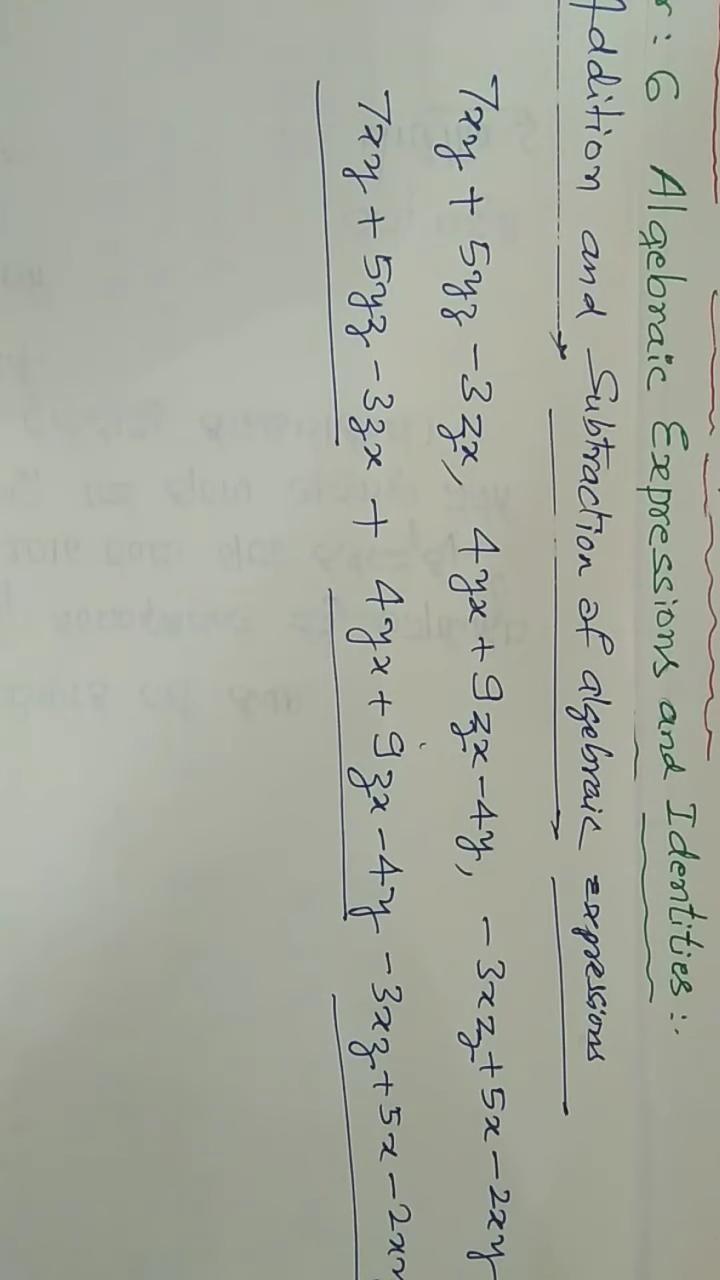 : 6 Algebraic Expressions and Identities :
Addition and Subtraction of algebraic expressions
7xy + 5yz - 3zx, 4yx + 9zx - 4y, - 3xz + 5x - 2xy
7xy + 5yz - 3zx + 4yx + 9zx - 4y - 3xz + 5x - 2xy